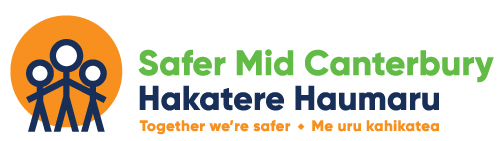 Safer Mid Canterbury
Hakatere Haumaru
Together we're safer ⬥ Me uru kahikatea